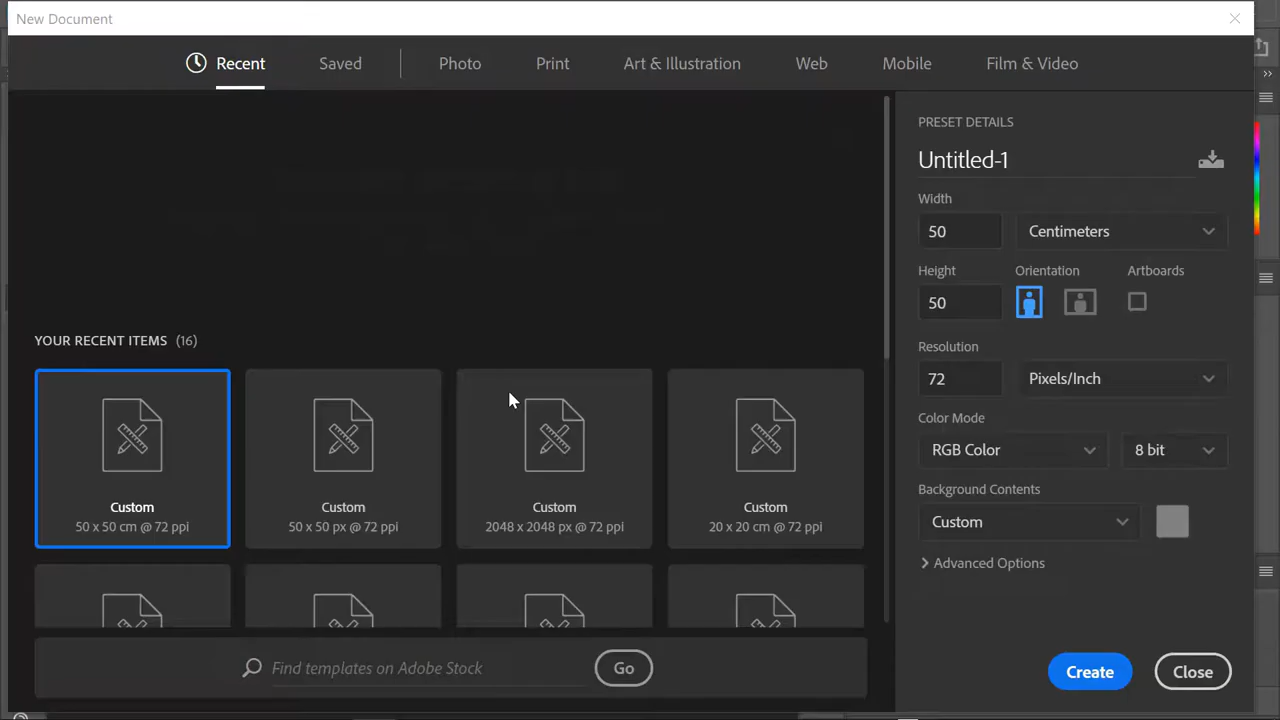 New Document
Recent
Saved
Photo
Print
Art & Illustration
Web
Mobile
Film & Video
YOUR RECENT ITEMS (16)
Custom
50 x 50 cm @ 72 ppi
Custom
50 x 50 px @ 72 ppi
Custom
2048 x 2048 px @ 72 ppi
Custom
20 x 20 cm @ 72 ppi
Find templates on Adobe Stock
Go
PRESET DETAILS
Untitled-1
Width
50
Centimeters
Height
Orientation
Artboards
50
Resolution
72
Pixels/Inch
Color Mode
RGB Color
8 bit
Background Contents
Custom
Advanced Options
Create
Close